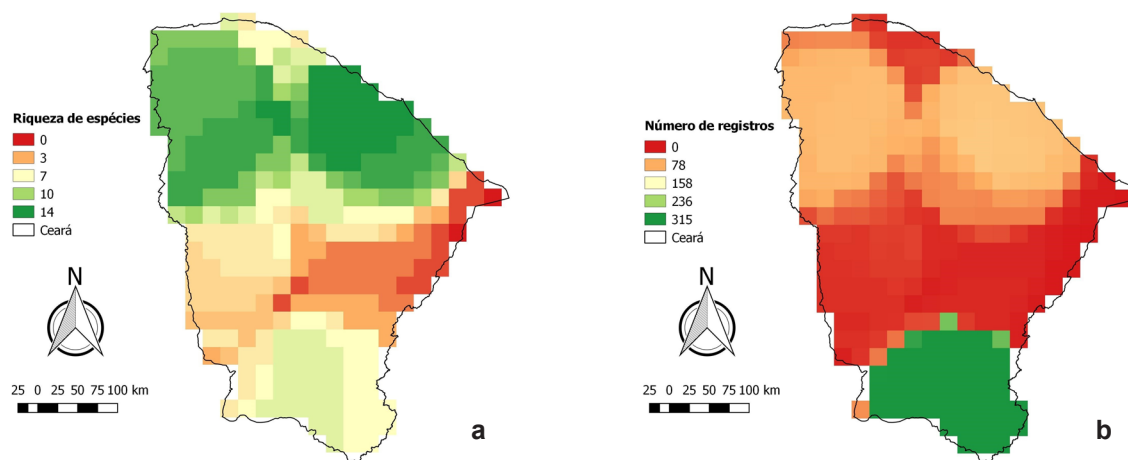 Riqueza de espécies
0
3
7
10
14
Ceará
N
25 0 25 50 75 100 km
a
Número de registros
0
78
158
236
315
Ceará
N
25 0 25 50 75 100 km
b